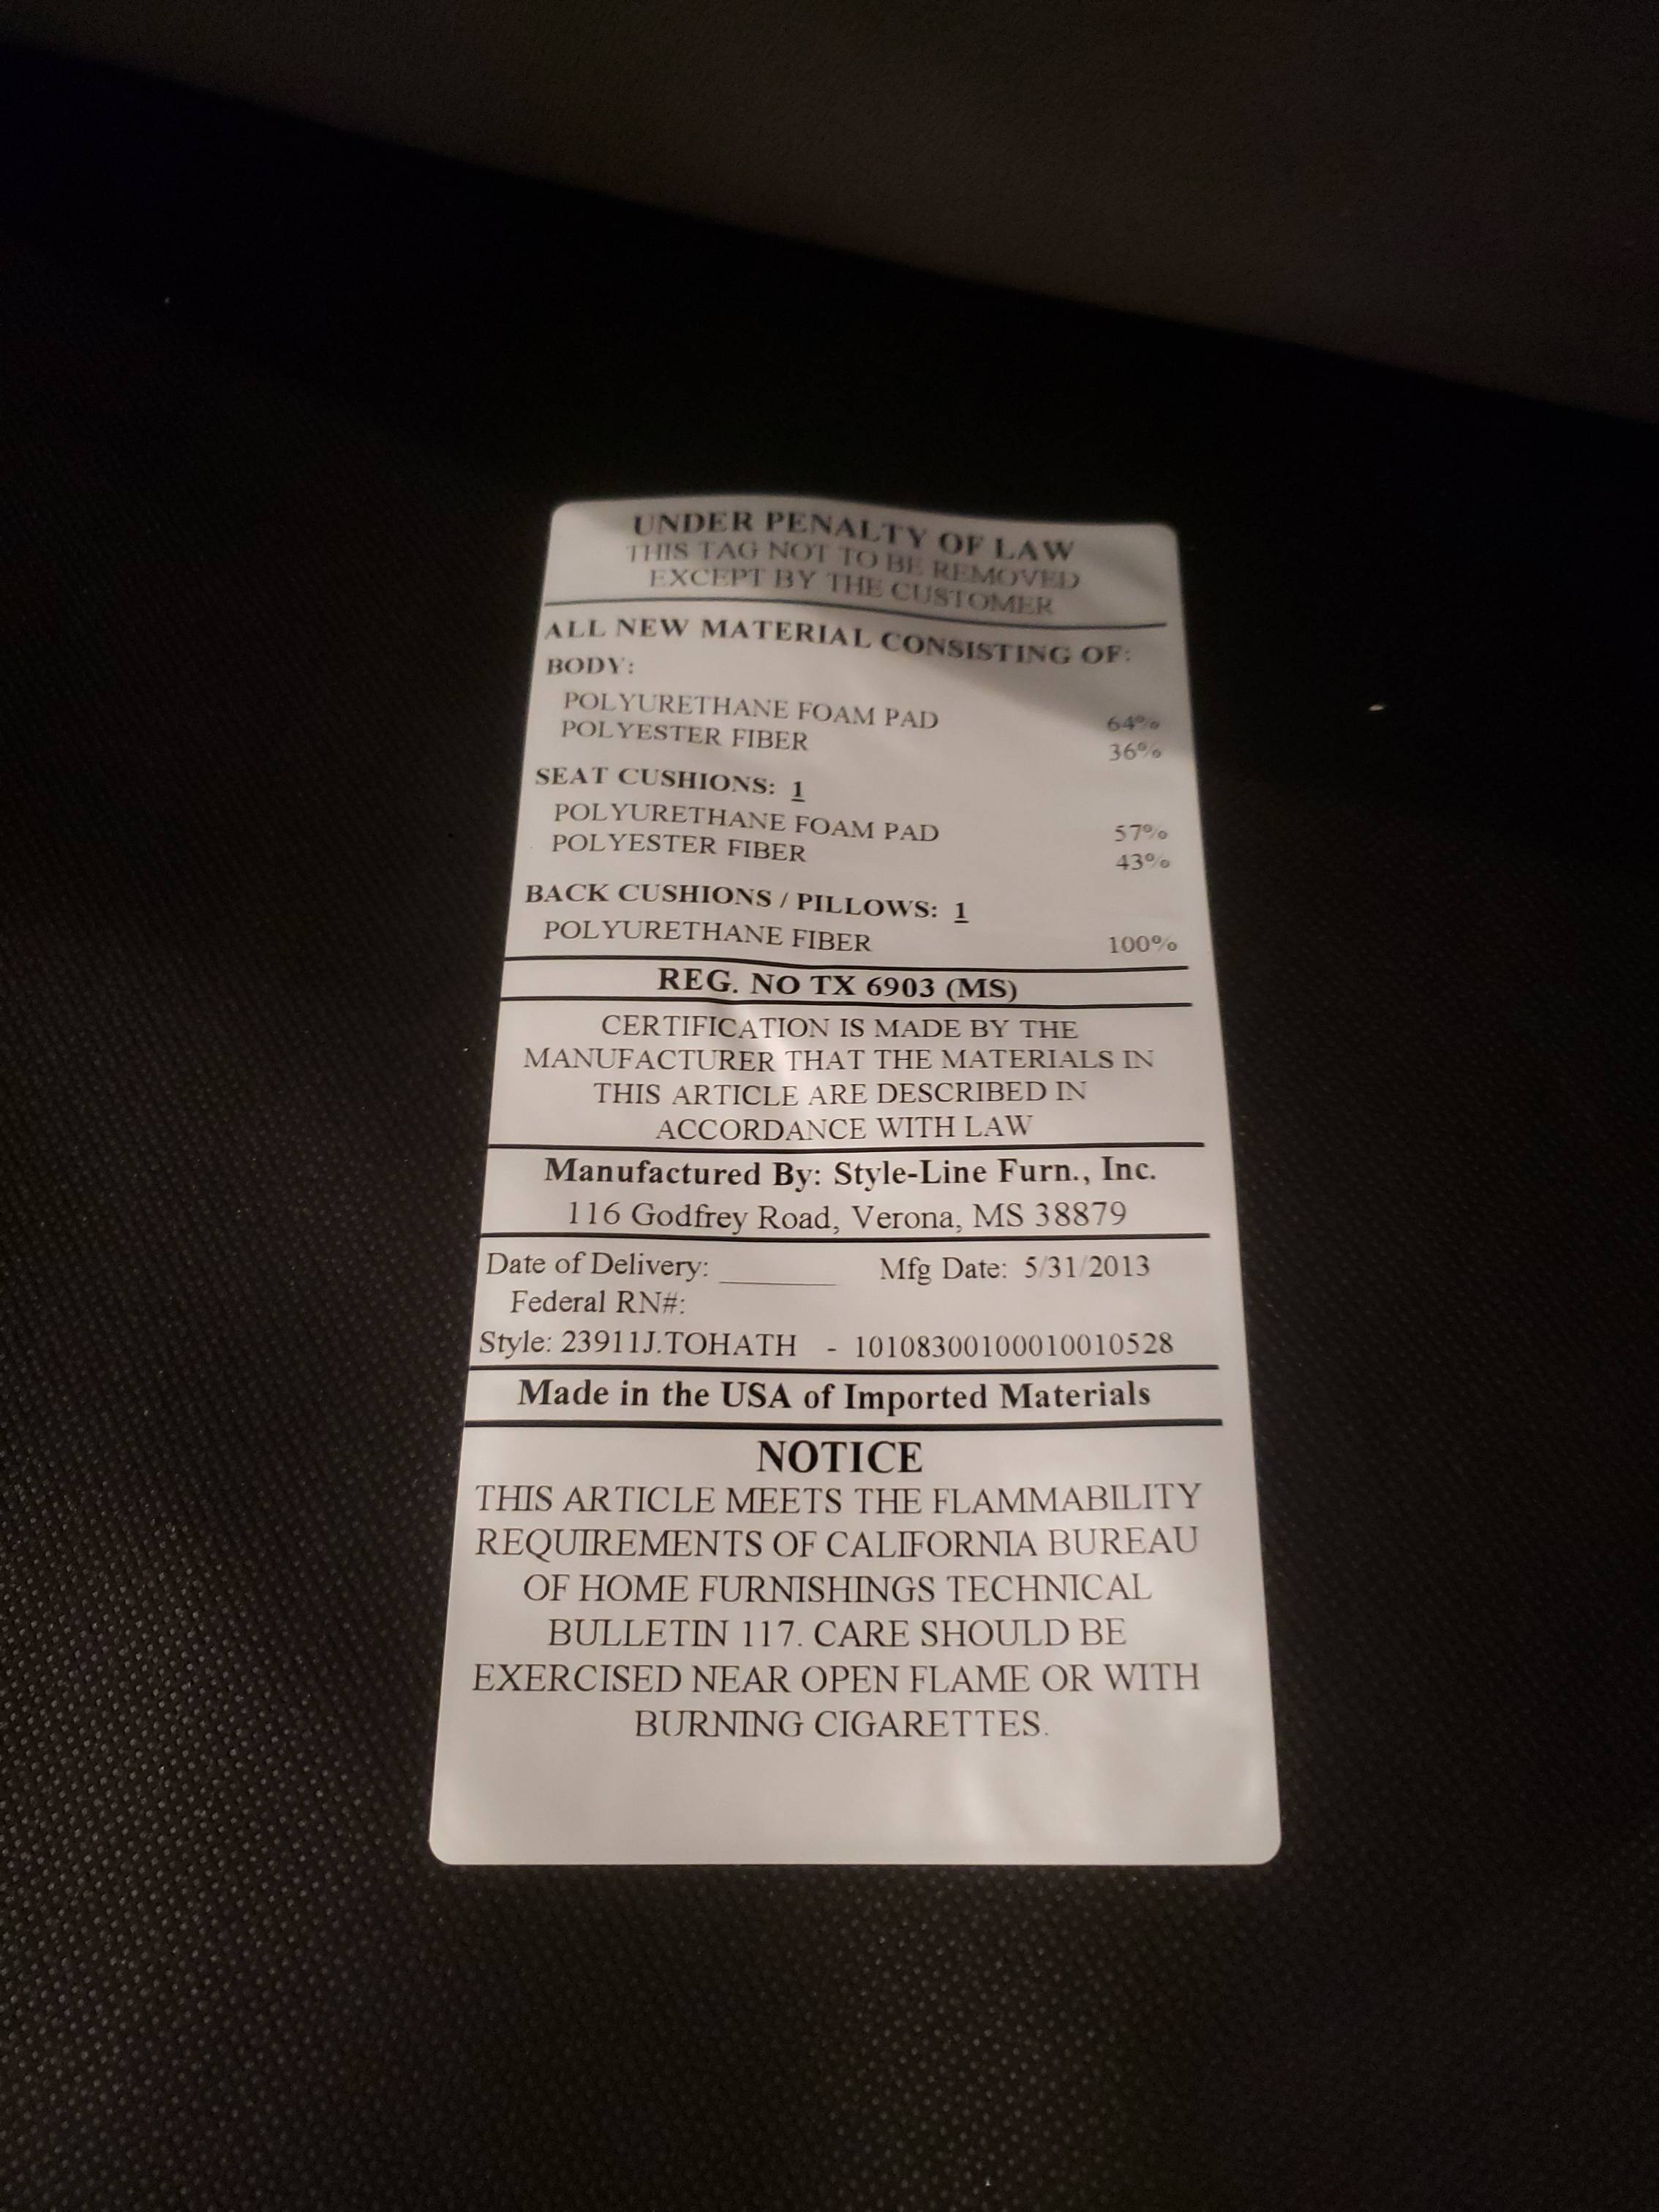 UNDER PENALTY OF LAW
THIS TAG NOT TO BE REMOVED
EXCEPT BY THE CUSTOMER
ALL NEW MATERIAL CONSISTING OF:
BODY:
POLYURETHANE FOAM PAD 64%
POLYESTER FIBER 36%
SEAT CUSHIONS: 1
POLYURETHANE FOAM PAD 57%
POLYESTER FIBER 43%
BACK CUSHIONS / PILLOWS: 1
POLYURETHANE FIBER 100%
REG. NO TX 6903 (MS)
CERTIFICATION IS MADE BY THE
MANUFACTURER THAT THE MATERIALS IN
THIS ARTICLE ARE DESCRIBED IN
ACCORDANCE WITH LAW
Manufactured By: Style-Line Furn., Inc.
116 Godfrey Road, Verona, MS 38879
Date of Delivery: ________ Mfg Date: 5/31/2013
Federal RN#:
Style: 23911J.TOHATH - 10108300100010010528
Made in the USA of Imported Materials
NOTICE
THIS ARTICLE MEETS THE FLAMMABILITY
REQUIREMENTS OF CALIFORNIA BUREAU
OF HOME FURNISHINGS TECHNICAL
BULLETIN 117. CARE SHOULD BE
EXERCISED NEAR OPEN FLAME OR WITH
BURNING CIGARETTES.